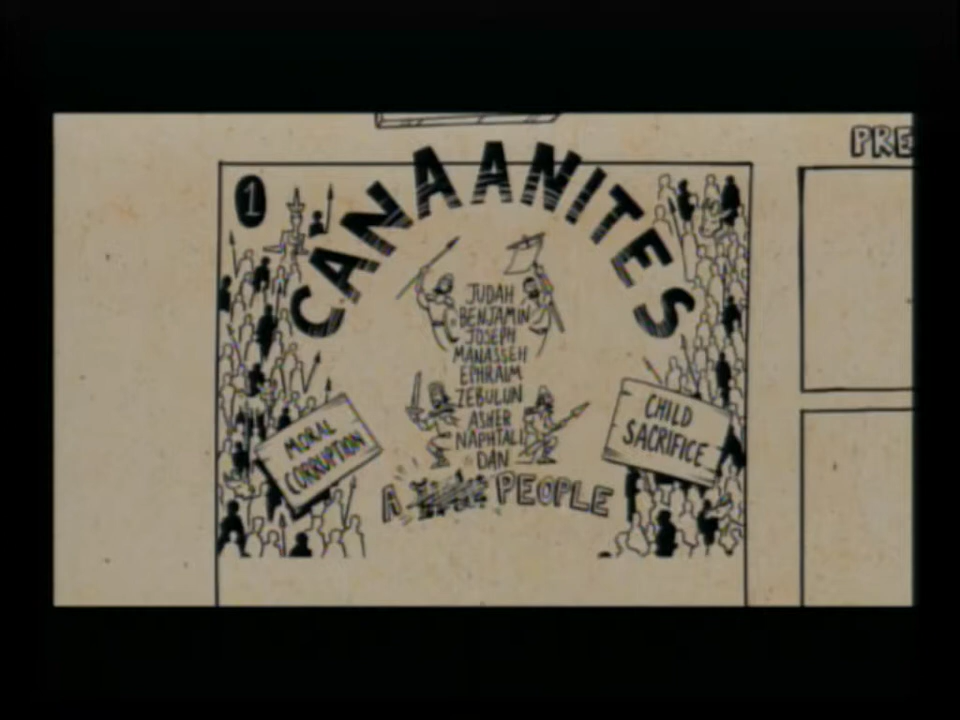 PRE
1
CANAANITES
JUDAH
BENJAMIN
JOSEPH
MANASSEH
EPHRAIM
ZEBULUN
ASHER
NAPHTALI
DAN
MORAL
CORRUPTION
CHILD
SACRIFICE
A PEOPLE